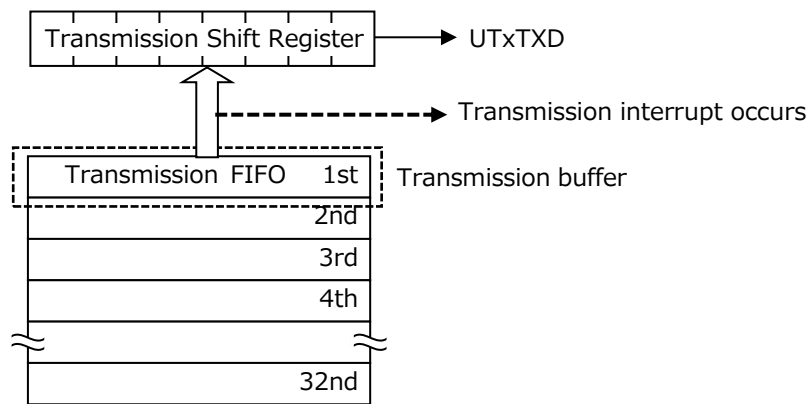 Transmission Shift Register
UTxTXD
Transmission interrupt occurs
Transmission FIFO 1st
Transmission buffer
2nd
3rd
4th
32nd